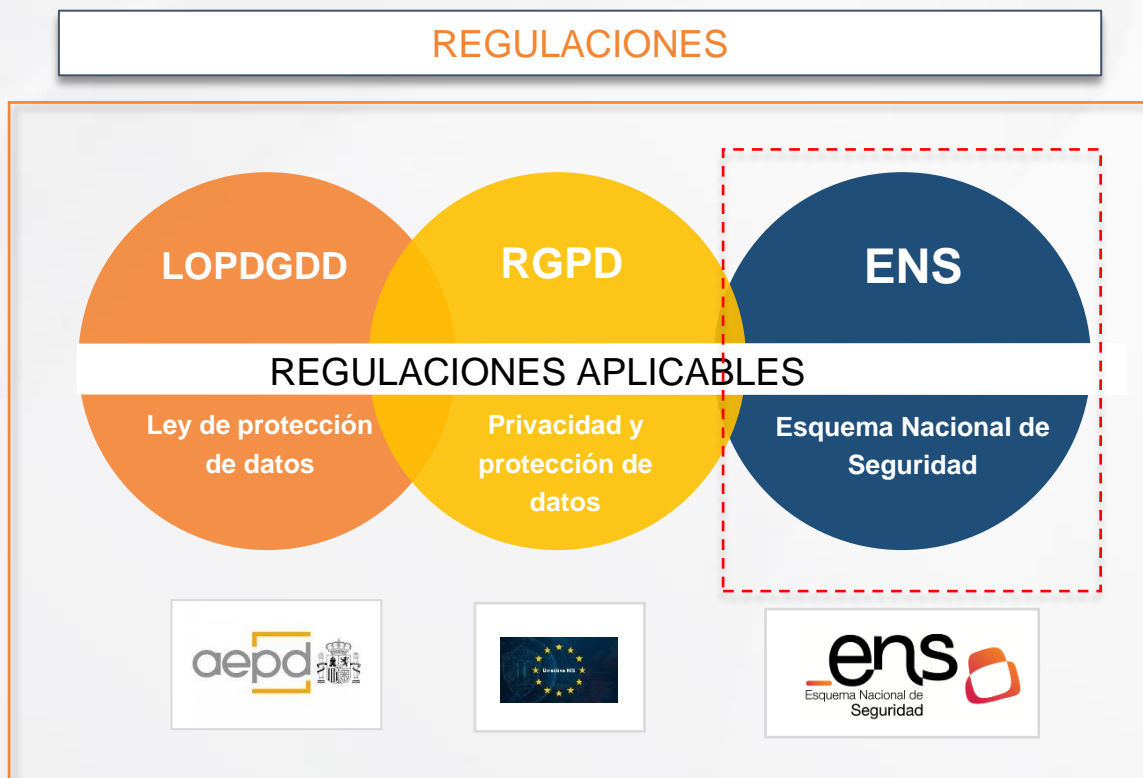 REGULACIONES
LOPDGDD
RGPD
ENS
REGULACIONES APLICABLES
Ley de protección
de datos
Privacidad y
protección de
datos
Esquema Nacional de
Seguridad
aepd
Directiva NIS
ens
Esquema Nacional de
Seguridad